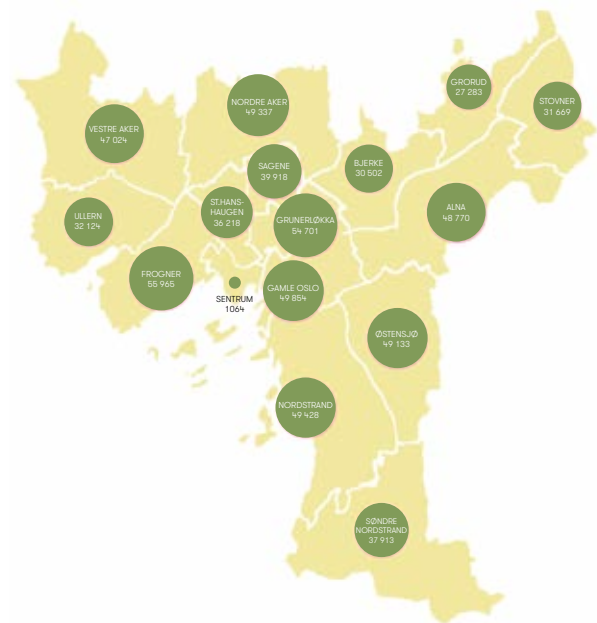 GRORUD
27 283
NORDRE AKER
49 337
STOVNER
31 669
VESTRE AKER
47 024
SAGENE
39 918
BJERKE
30 502
ST.HANS-
HAUGEN
36 218
ALNA
48 770
ULLERN
32 124
GRUNERLØKKA
54 701
FROGNER
55 965
GAMLE OSLO
49 854
SENTRUM
1064
ØSTENSJØ
49 133
NORDSTRAND
49 428
SØNDRE
NORDSTRAND
37 913